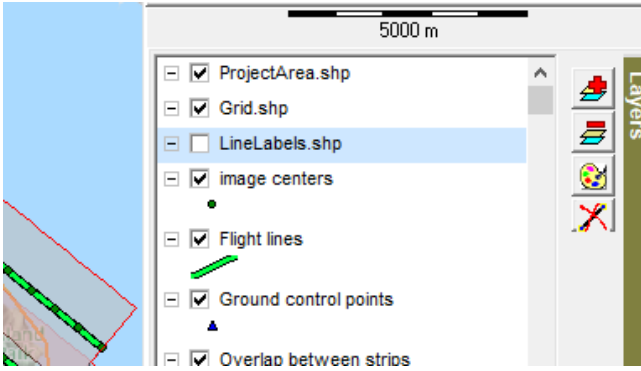 5000 m
ProjectArea.shp
Grid.shp
LineLabels.shp
image centers
Flight lines
Ground control points
Overlap between strips
Layers